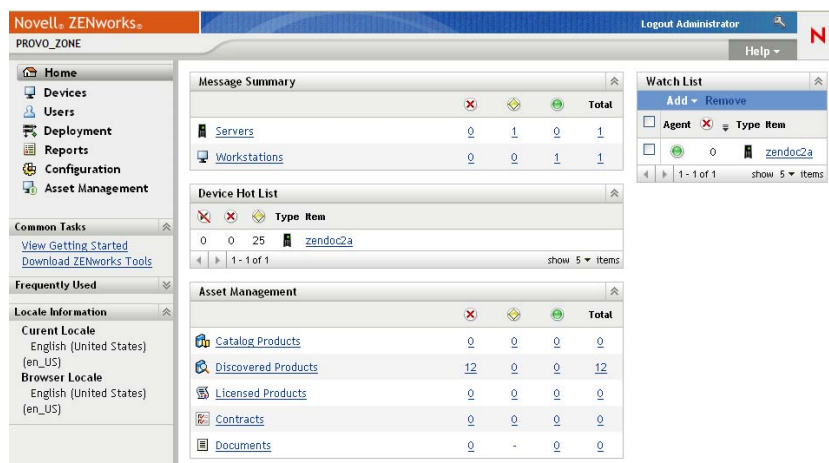 Novell® ZENworks®
Logout Administrator
N
PROVO_ZONE
Help
Home
Devices
Users
Deployment
Reports
Configuration
Asset Management
Common Tasks
View Getting Started
Download ZENworks Tools
Frequently Used
Locale Information
Curent Locale
English (United States)
(en_US)
Browser Locale
English (United States)
(en_US)
Message Summary
Total
Servers 0 1 0 1
Workstations 0 0 1 1
Device Hot List
Type Item
0 0 25 zendoc2a
1 - 1 of 1 show 5 items
Asset Management
Total
Catalog Products 0 0 0 0
Discovered Products 12 0 0 12
Licensed Products 0 0 0 0
Contracts 0 0 0 0
Documents 0 - 0 0
Watch List
Add Remove
Agent Type Item
0 zendoc2a
1 - 1 of 1 show 5 items